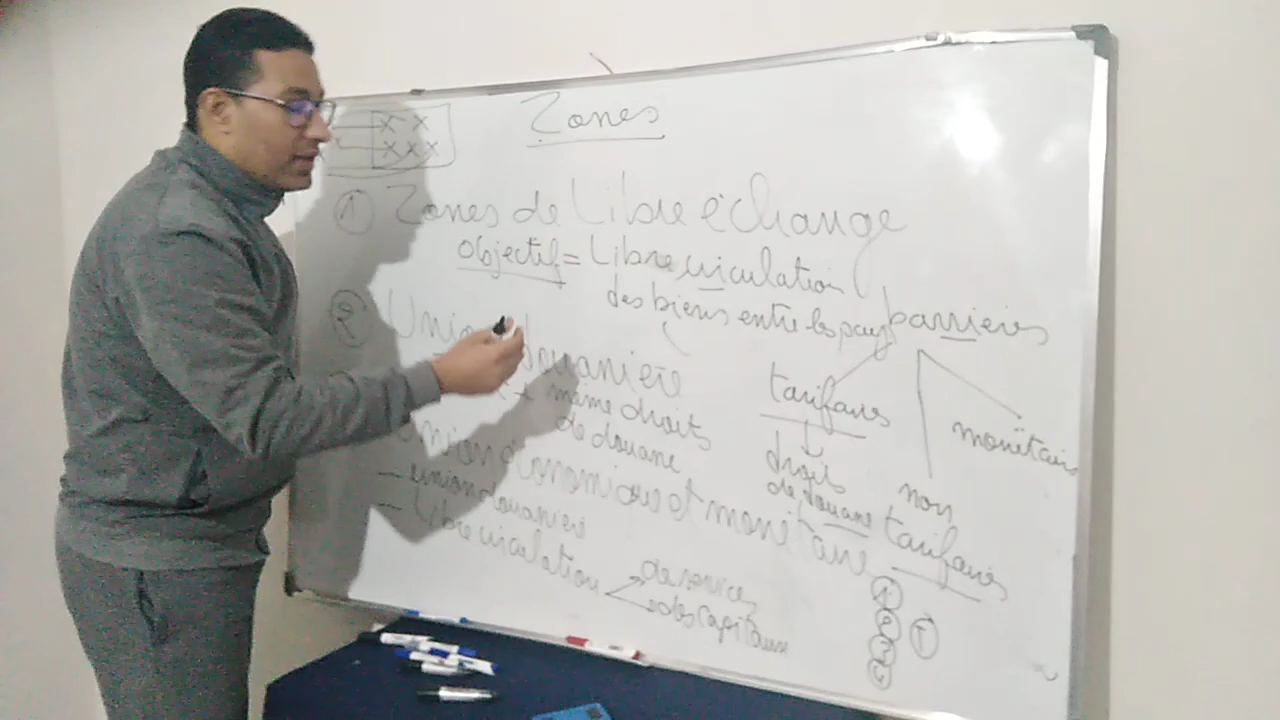 Zones
① Zones de Libre échange
Objectif = Libre circulation
des biens entre les pays
barrières
tarifaires
monétaires
droits
de douane
non
tarifaires
② Union douanière
+ même droits
de douane
Union économique et monétaire
- union douanière
- Libre circulation
de services
des capitaux